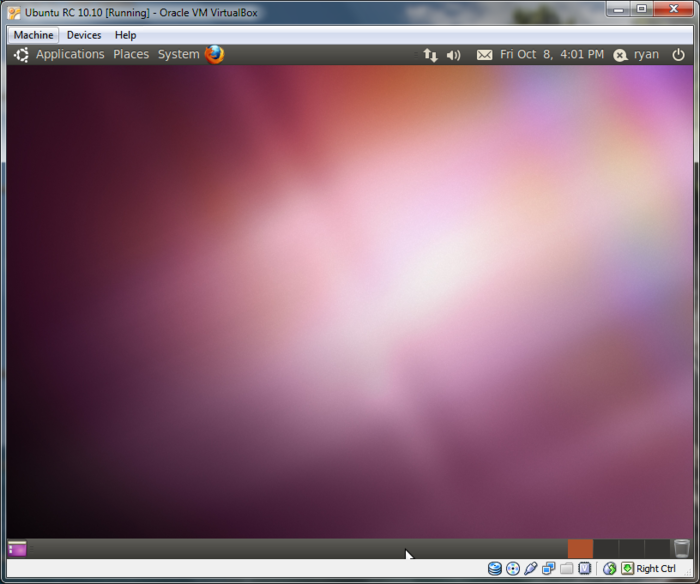 Ubuntu RC 10.10 [Running] - Oracle VM VirtualBox
Machine Devices Help
Applications Places System Fri Oct 8, 4:01 PM ryan
Right Ctrl